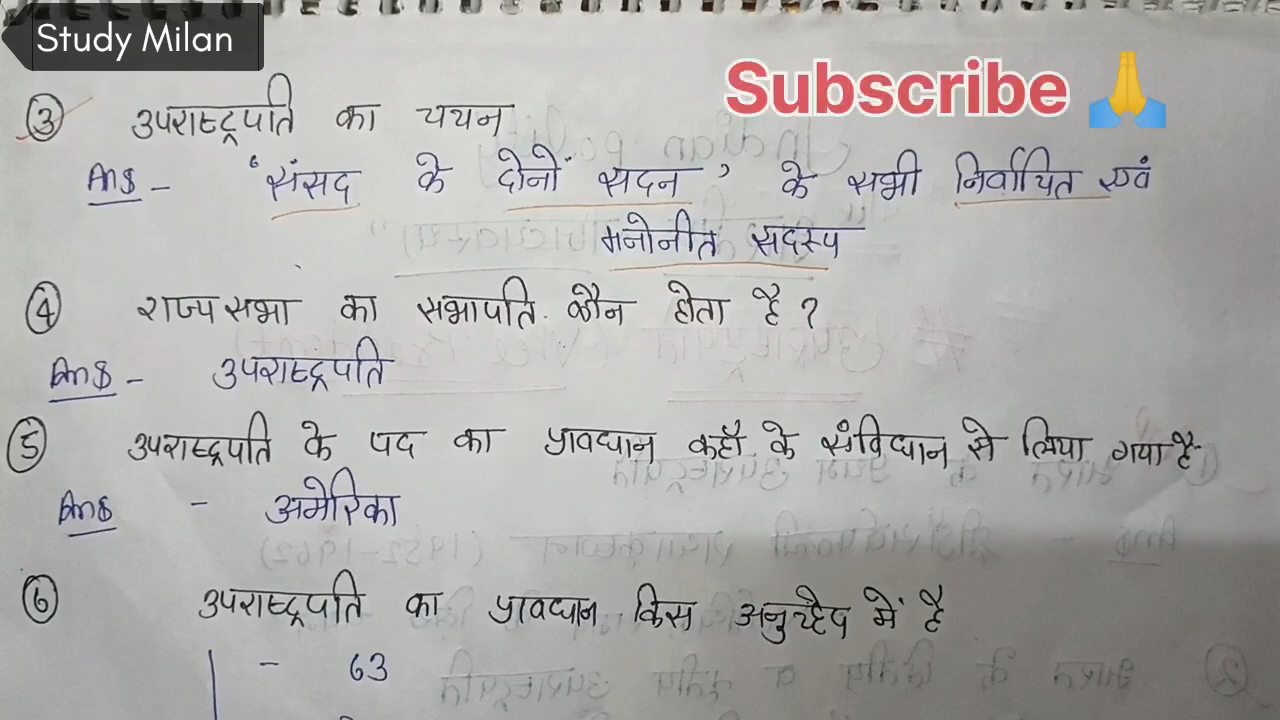 Study Milan
Subscribe 🙏
③ उपराष्ट्रपति का चयन
Ans - 'संसद के दोनों सदन' के सभी निर्वाचित एवं
मनोनीत सदस्य
④ राज्य सभा का सभापति कौन होता है ?
Ans - उपराष्ट्रपति
⑤ उपराष्ट्रपति के पद का प्रावधान कहाँ के संविधान से लिया गया है
Ans - अमेरिका
⑥ उपराष्ट्रपति का प्रावधान किस अनुच्छेद में है
- 63